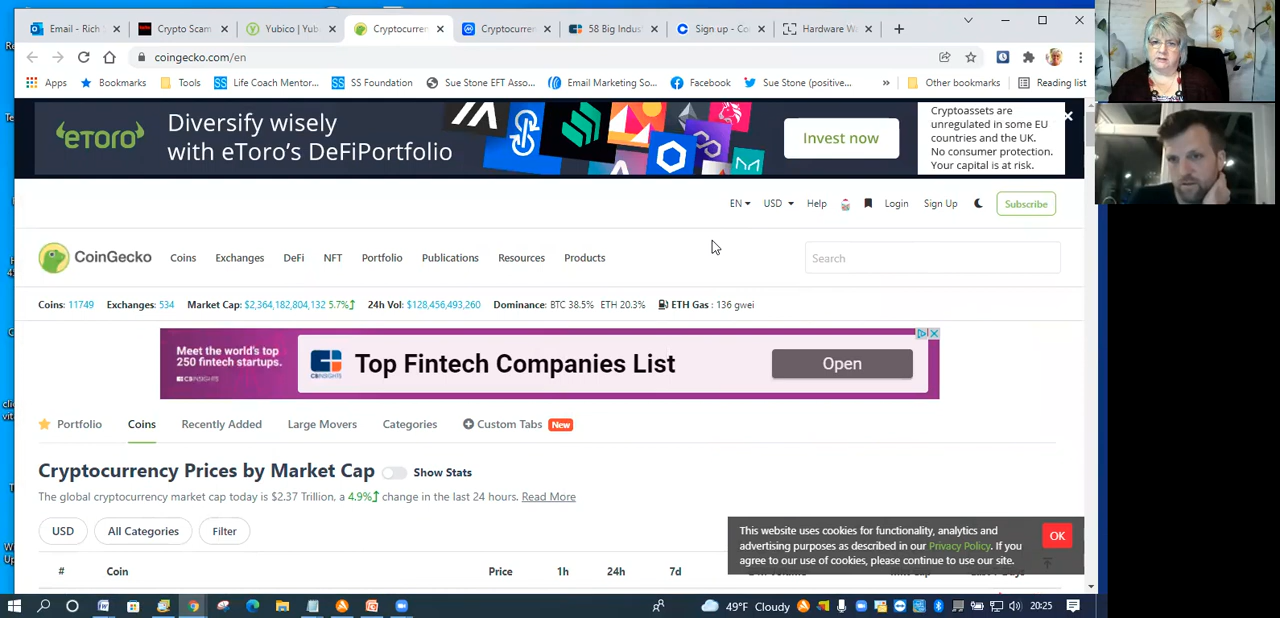 Email - Rich
Crypto Scam
Yubico | Yub
Cryptocurre
Cryptocurre
58 Big Indus
Sign up - Co
Hardware Wa
coingecko.com/en
Apps
Bookmarks
Tools
Life Coach Mentor...
SS Foundation
Sue Stone EFT Asso...
Email Marketing So...
Facebook
Sue Stone (positive...
»
Other bookmarks
Reading list
eToro
Diversify wisely
with eToro's DeFiPortfolio
Invest now
Cryptoassets are
unregulated in some EU
countries and the UK.
No consumer protection.
Your capital is at risk.
EN
USD
Help
Login
Sign Up
Subscribe
CoinGecko
Coins
Exchanges
DeFi
NFT
Portfolio
Publications
Resources
Products
Search
Coins: 11749
Exchanges: 534
Market Cap: $2,364,182,804,132 5.7%
24h Vol: $128,456,493,260
Dominance: BTC 38.5% ETH 20.3%
ETH Gas : 136 gwei
Meet the world's top
250 fintech startups.
CBINSIGHTS
Top Fintech Companies List
Open
Portfolio
Coins
Recently Added
Large Movers
Categories
Custom Tabs
New
Cryptocurrency Prices by Market Cap
Show Stats
The global cryptocurrency market cap today is $2.37 Trillion, a 4.9% change in the last 24 hours. Read More
USD
All Categories
Filter
This website uses cookies for functionality, analytics and
advertising purposes as described in our Privacy Policy. If you
agree to our use of cookies, please continue to use our site.
OK
#
Coin
Price
1h
24h
7d
49°F Cloudy
20:25